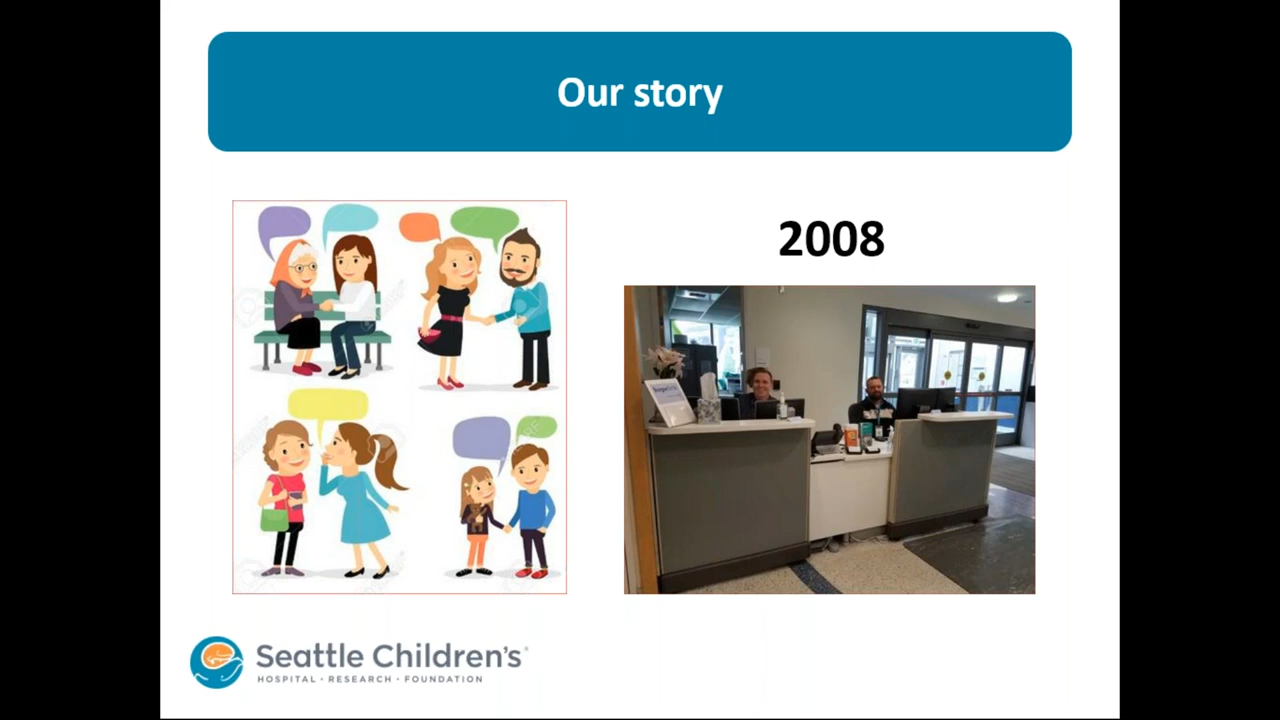 Our story
2008
Seattle Children's®
HOSPITAL · RESEARCH · FOUNDATION